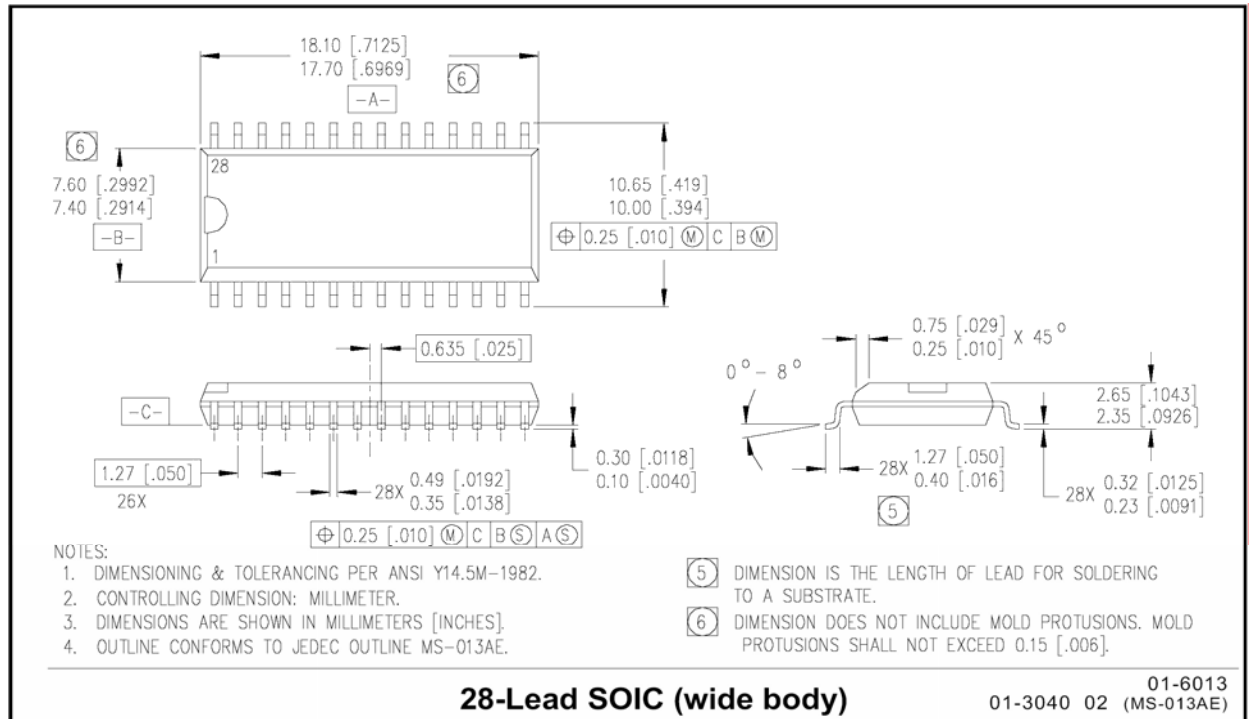 18.10 [.7125]
17.70 [.6969]
6
-A-
6
28
7.60 [.2992]
7.40 [.2914]
-B-
1
10.65 [.419]
10.00 [.394]
⌖ 0.25 [.010] Ⓜ C B Ⓜ
0.635 [.025]
0.75 [.029]
0.25 [.010]
X 45°
0° - 8°
-C-
2.65 [.1043]
2.35 [.0926]
1.27 [.050]
26X
28X
0.49 [.0192]
0.35 [.0138]
0.30 [.0118]
0.10 [.0040]
28X
1.27 [.050]
0.40 [.016]
5
28X
0.32 [.0125]
0.23 [.0091]
⌖ 0.25 [.010] Ⓜ C B Ⓢ A Ⓢ
NOTES:
1. DIMENSIONING & TOLERANCING PER ANSI Y14.5M-1982.
2. CONTROLLING DIMENSION: MILLIMETER.
3. DIMENSIONS ARE SHOWN IN MILLIMETERS [INCHES].
4. OUTLINE CONFORMS TO JEDEC OUTLINE MS-013AE.
5 DIMENSION IS THE LENGTH OF LEAD FOR SOLDERING
TO A SUBSTRATE.
6 DIMENSION DOES NOT INCLUDE MOLD PROTUSIONS. MOLD
PROTUSIONS SHALL NOT EXCEED 0.15 [.006].
28-Lead SOIC (wide body)
01-6013
01-3040 02 (MS-013AE)